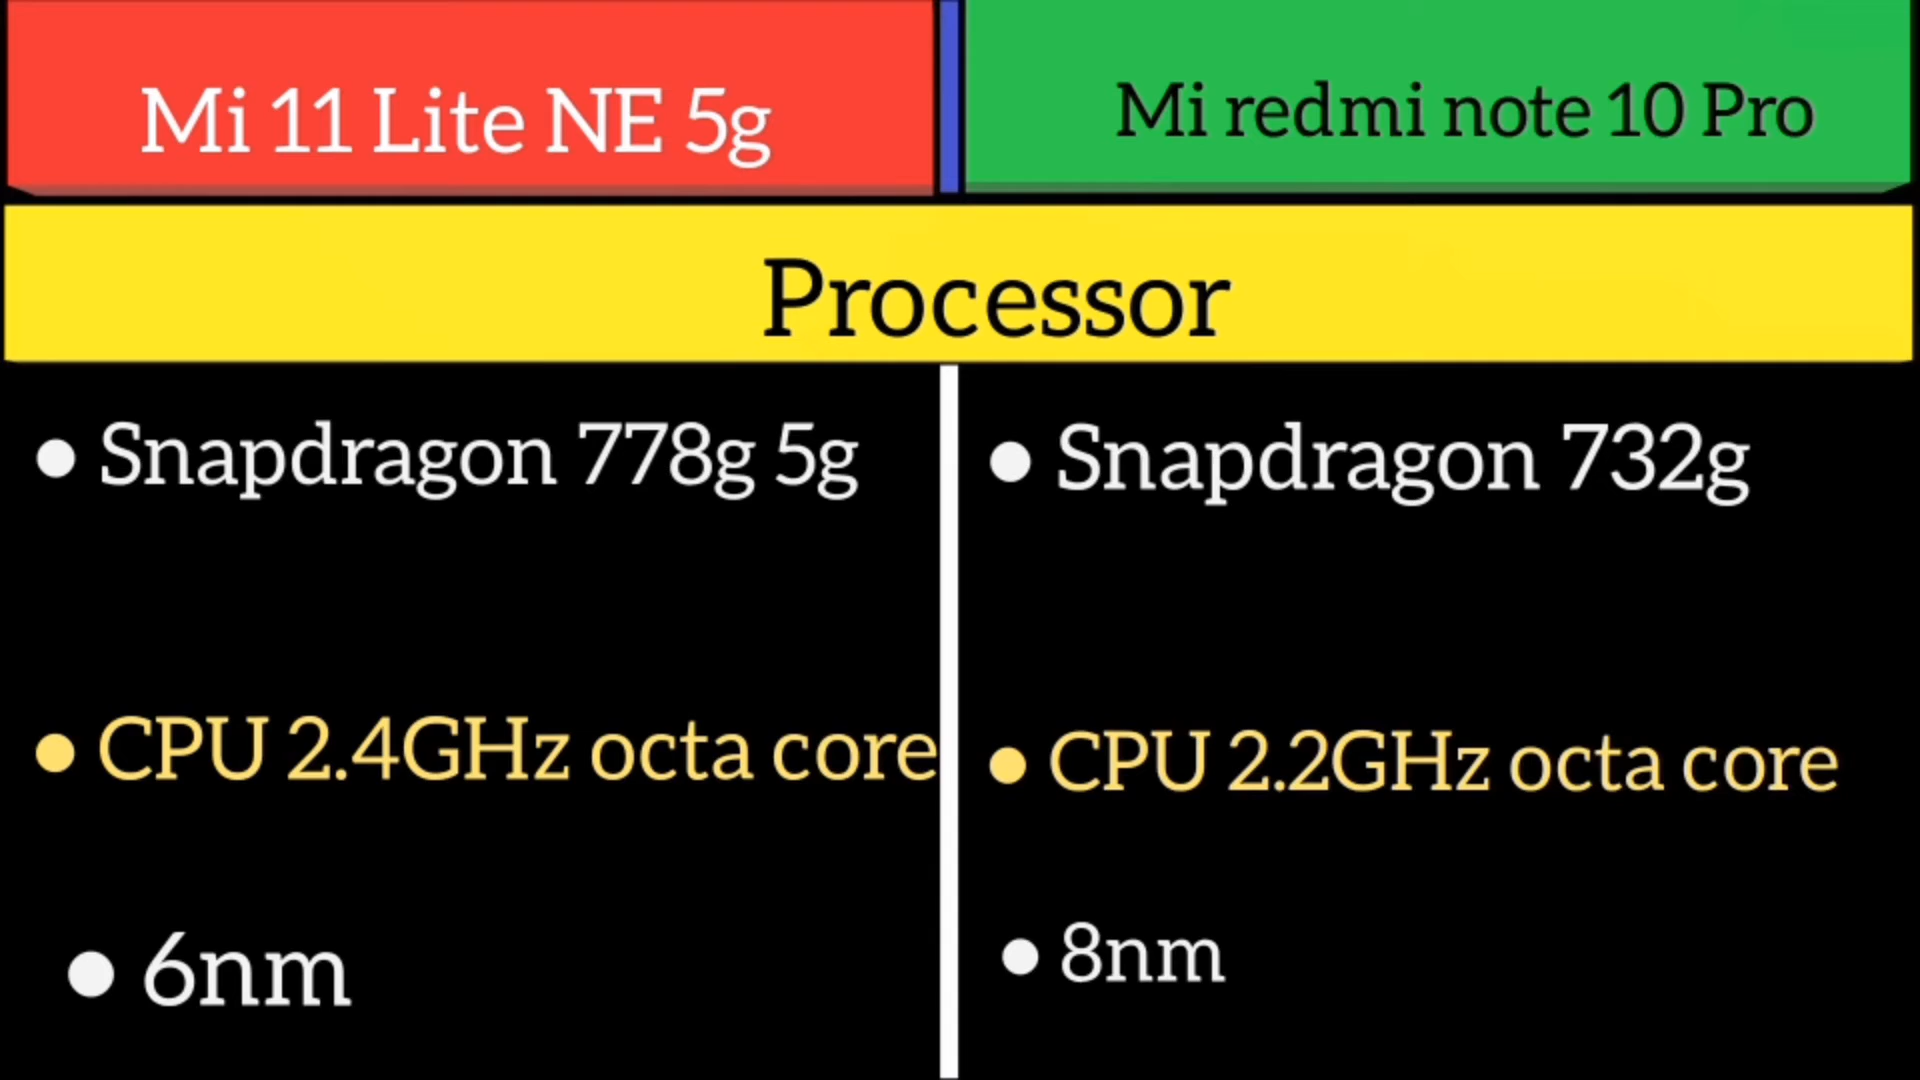 Mi 11 Lite NE 5g
Mi redmi note 10 Pro
Processor
Snapdragon 778g 5g
Snapdragon 732g
CPU 2.4GHz octa core
CPU 2.2GHz octa core
6nm
8nm